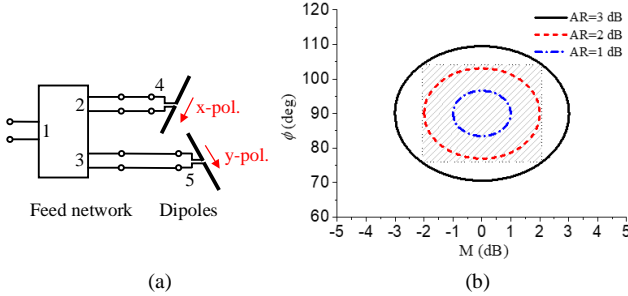 (a)
1
2
3
4
5
x-pol.
y-pol.
Feed network
Dipoles
(b)
AR=3 dB
AR=2 dB
AR=1 dB
ϕ (deg)
120
110
100
90
80
70
60
-5 -4 -3 -2 -1 0 1 2 3 4 5
M (dB)
(a)
(b)